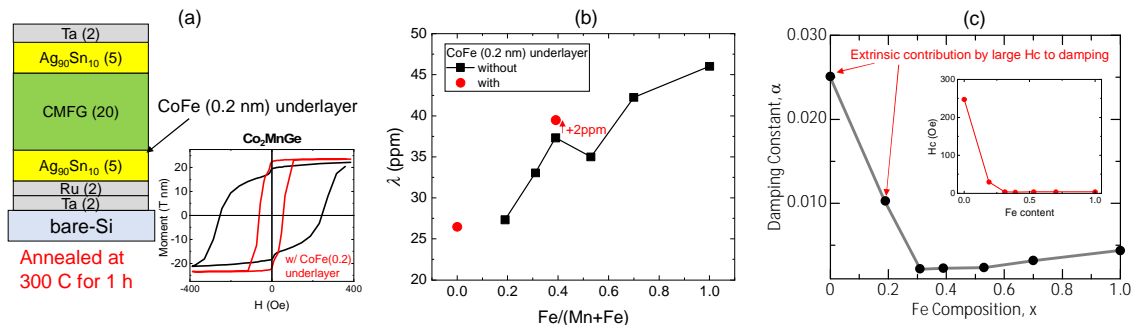 (a)
Ta (2)
Ag90Sn10 (5)
CMFG (20)
CoFe (0.2 nm) underlayer
Ag90Sn10 (5)
Ru (2)
Ta (2)
bare-Si
Annealed at
300 C for 1 h
Co2MnGe
Moment (T nm)
20
10
0
-10
-20
w/ CoFe(0.2)
underlayer
-400 -200 0 200 400
H (Oe)
(b)
50
45
40
35
30
25
20
λ (ppm)
CoFe (0.2 nm) underlayer
without
with
+2ppm
0.0 0.2 0.4 0.6 0.8 1.0
Fe/(Mn+Fe)
(c)
0.030
0.020
0.010
0.000
Damping Constant, α
Extrinsic contribution by large Hc to damping
300
200
100
0
Hc (Oe)
0.0 0.5 1.0
Fe content
0 0.2 0.4 0.6 0.8 1.0
Fe Composition, x